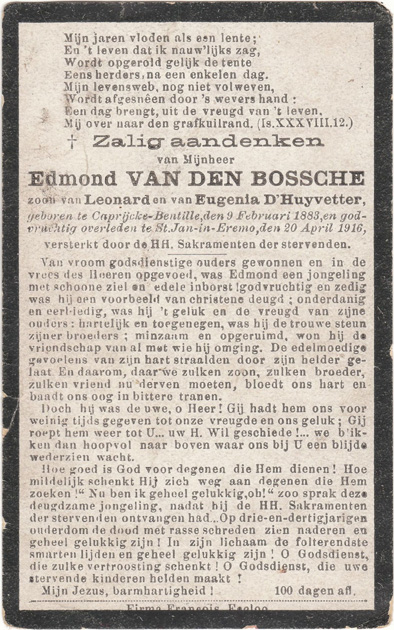 Mijn jaren vloden als een lente;
En 't leven dat ik nauw'lijks zag,
Wordt opgerold gelijk de tente
Eens herders, na een enkelen dag.
Mijn levensweb, nog niet volweven,
Wordt afgesnéen door 's wevers hand:
Een dag brengt, uit de vreugd van 't leven,
Mij over naar den grafkuilrand. (Is. XXXVIII.12.)
† Zalig aandenken
van Mijnheer
Edmond VAN DEN BOSSCHE
zoon van Leonard en van Eugenia D'Huyvetter,
geboren te Caprijcke-Bentille, den 9 Februari 1883, en god-
vruchtig overleden te St. Jan-in-Eremo, den 20 April 1916,
versterkt door de HH. Sakramenten der stervenden.
Van vroom godsdienstige ouders gewonnen en in de
vrees des Heeren opgevoed, was Edmond een jongeling
met schoone ziel en edele inborst! godvruchtig en zedig
was hij een voorbeeld van christene deugd; onderdanig
en eerl-ledig, was hij 't geluk en de vreugd van zijne
ouders: hartelijk en toegenegen, was hij de trouwe steun
zijner broeders; minzaam en opgeruimd, won hij de
vriendschap van al met wie hij omging. De edelmoedige
gevoelens van zijn hart straalden door zijn helder ge-
laat En daarom, daar we zulken zoon, zulken broeder,
zulken vriend nu derven moeten, bloedt ons hart en
baadt ons oog in bittere tranen.
Doch hij was de uwe, o Heer! Gij hebt hem ons voor
weinig tijds gegeven tot onze vreugde en ons geluk; Gij
roept hem weer tot U... uw H. Wil geschiede!... we b'ik-
ken dan hoopvol naar boven waar ons bij U een blijde
wederzien wacht.
Hoe goed is God voor degenen die Hem dienen! Hoe
mildelijk schenkt Hij zich weg aan degenen die Hem
zoeken!" Nu ben ik geheel gelukkig, oh!" zoo sprak deze
deugdzame jongeling, nadat hij de HH. Sakramenten
der stervenden ontvangen had. „Op drie-en-dertigjarigen
ouderdom de dood met rasse schreden zien naderen en
geheel gelukkig zijn! In zijn lichaam de folterendste
smarten lijden en geheel gelukkig zijn! O Godsdienst,
die zulke vertroosting schenkt! O Godsdienst, die uwe
stervende kinderen helden maakt!
Mijn Jezus, barmhartigheid! 100 dagen afl.
Firma François, Eecloo